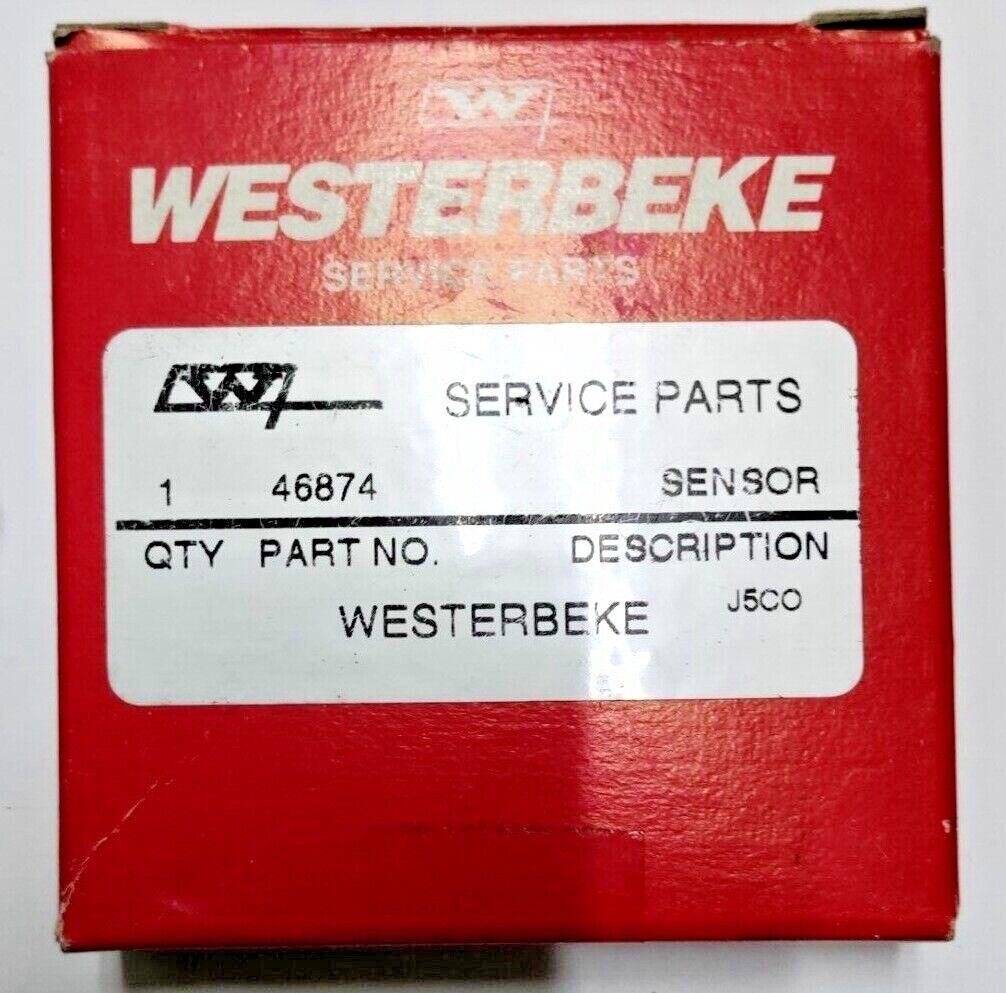 W
WESTERBEKE
SERVICE PARTS
SERVICE PARTS
1 46874 SENSOR
QTY PART NO. DESCRIPTION
J5CO
WESTERBEKE